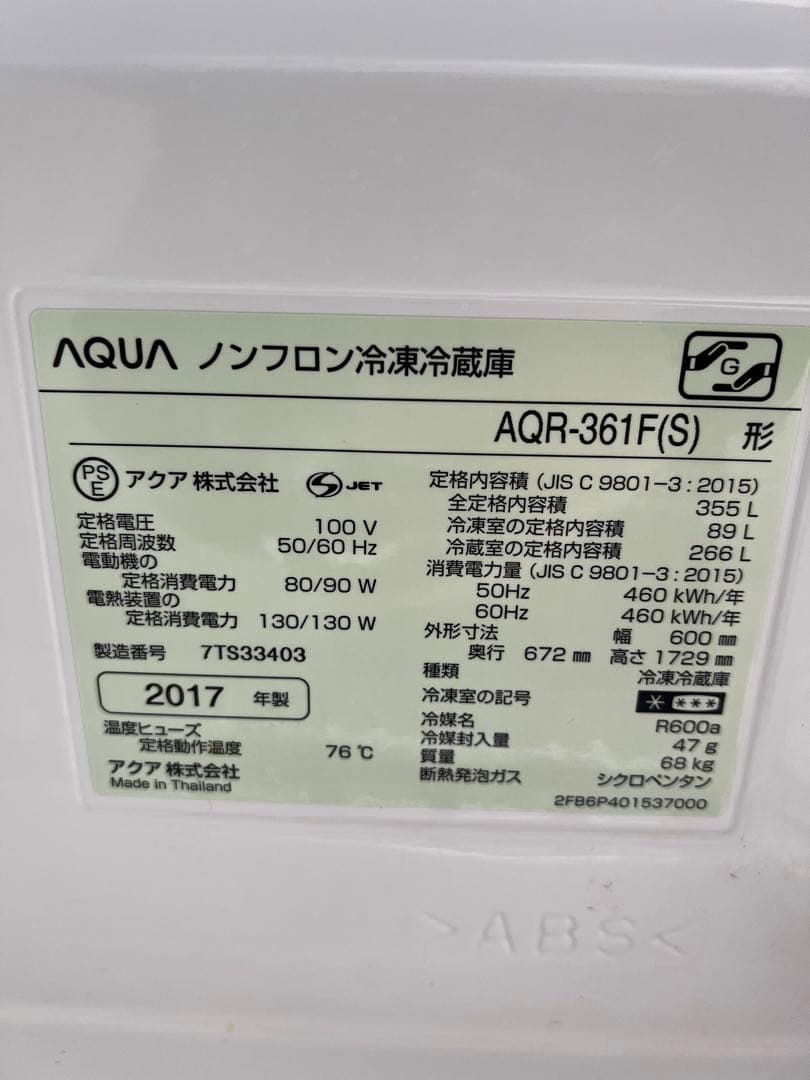 AQUA ノンフロン冷凍冷蔵庫
G
AQR-361F(S) 形
PS E アクア 株式会社 S JET
定格電圧 100 V
定格周波数 50/60 Hz
電動機の
定格消費電力 80/90 W
電熱装置の
定格消費電力 130/130 W
製造番号 7TS33403
2017 年製
温度ヒューズ
定格動作温度 76 ℃
アクア 株式会社
Made in Thailand
定格内容積 (JIS C 9801-3 : 2015)
全定格内容積 355 L
冷凍室の定格内容積 89 L
冷蔵室の定格内容積 266 L
消費電力量 (JIS C 9801-3 : 2015)
50Hz 460 kWh/年
60Hz 460 kWh/年
外形寸法 幅 600 ㎜
奥行 672 ㎜ 高さ 1729 ㎜
種類 冷凍冷蔵庫
冷凍室の記号 * ***
冷媒名 R600a
冷媒封入量 47 g
質量 68 kg
断熱発泡ガス シクロペンタン
2FB6P401537000
>ABS<